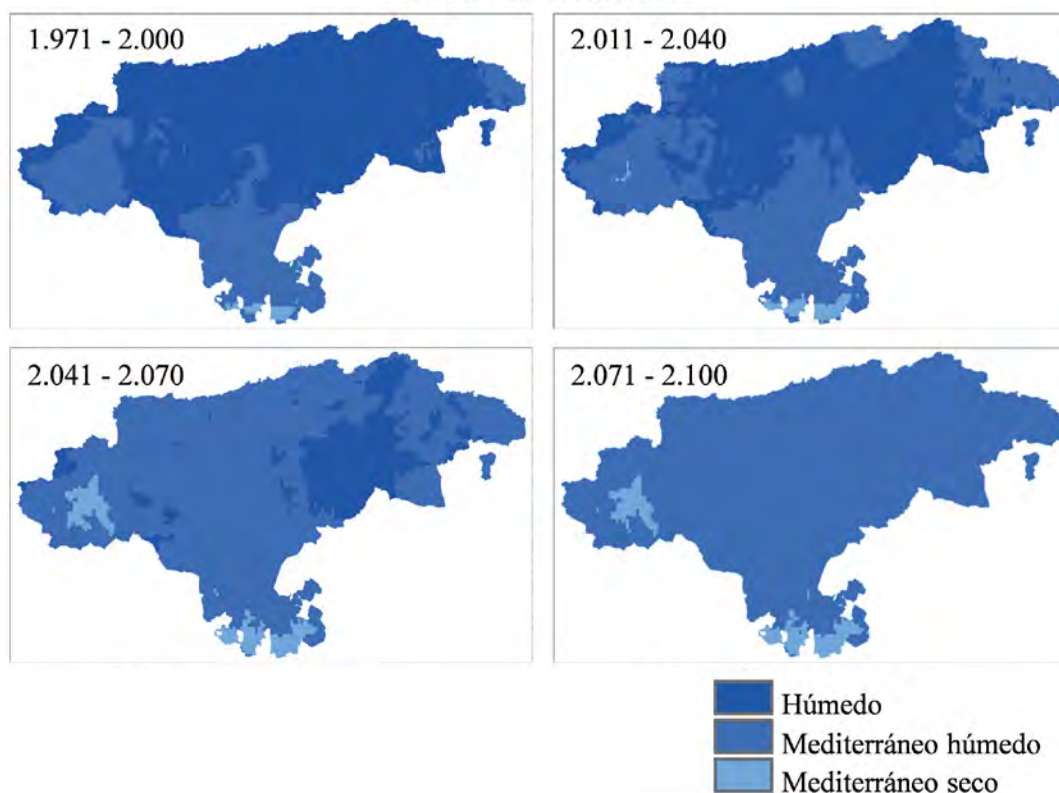 1.971 - 2.000
2.011 - 2.040
2.041 - 2.070
2.071 - 2.100
Húmedo
Mediterráneo húmedo
Mediterráneo seco